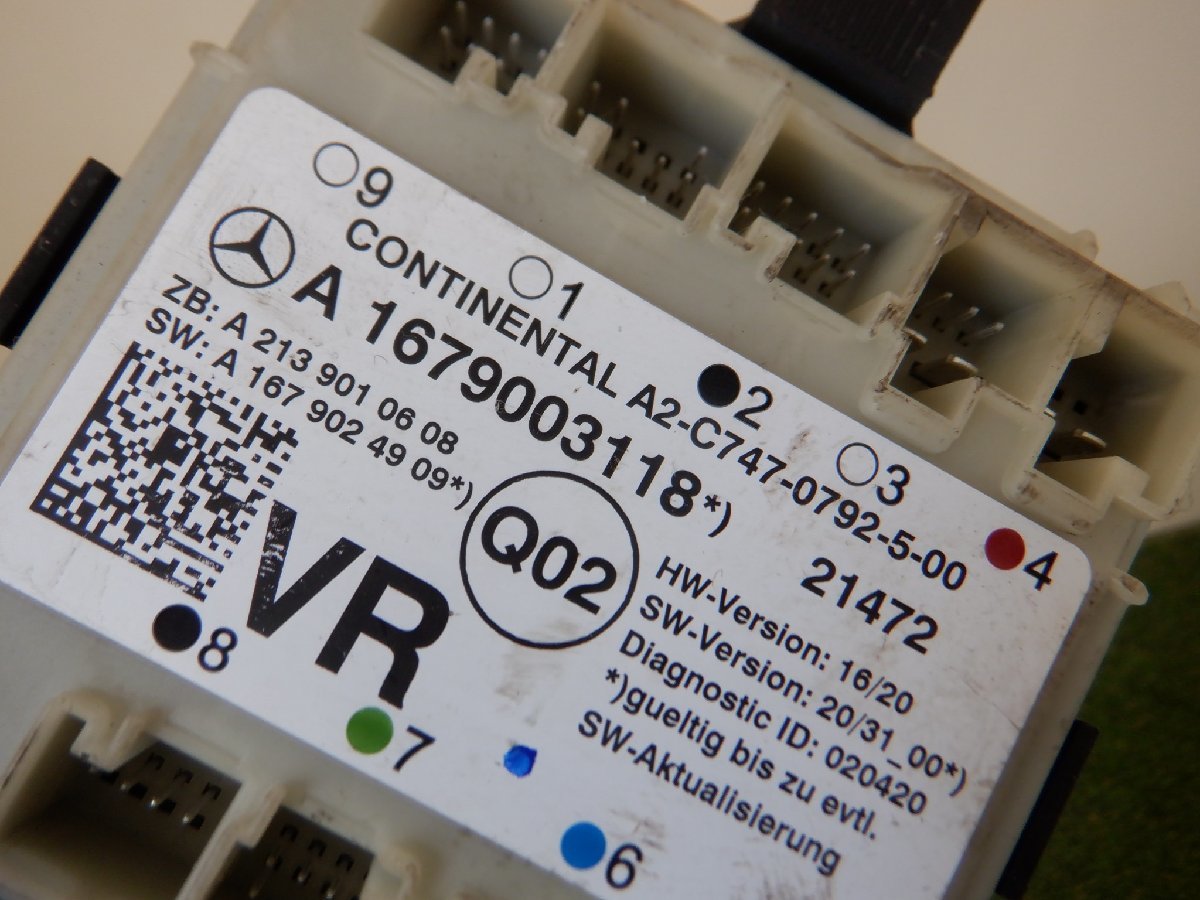 9
1
2
3
4
CONTINENTAL A2-C747-0792-5-00
A 1679003118*)
21472
ZB: A 213 901 06 08
SW: A 167 902 49 09*)
VR
Q02
HW-Version: 16/20
SW-Version: 20/31_00*)
Diagnostic ID: 020420
*)gueltig bis zu evtl.
SW-Aktualisierung
8
7
6